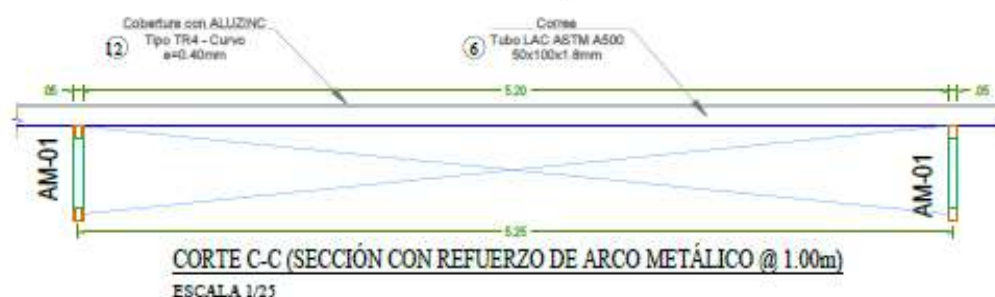 Cobertura con ALUZINC
12 Tipo TR4 - Curvo
e=0.40mm
Correa
6 Tubo LAC ASTM A500
50x100x1.8mm
.05
5.20
.05
AM-01
AM-01
5.25
CORTE C-C (SECCIÓN CON REFUERZO DE ARCO METÁLICO @ 1.00m)
ESCALA 1/25